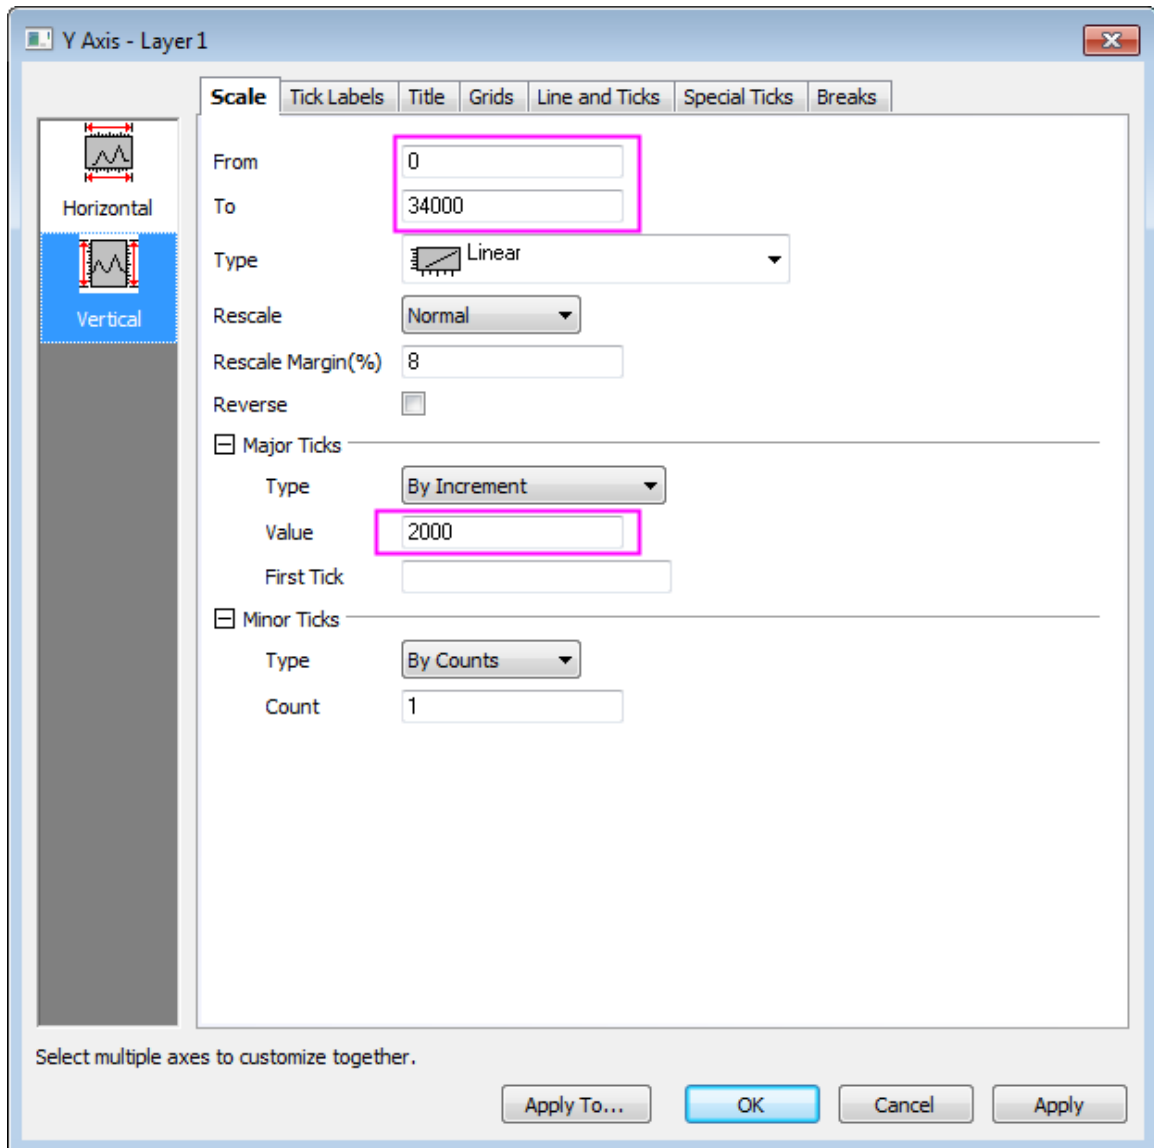 Y Axis - Layer1
Scale Tick Labels Title Grids Line and Ticks Special Ticks Breaks
Horizontal
Vertical
From 0
To 34000
Type Linear
Rescale Normal
Rescale Margin(%) 8
Reverse
Major Ticks
Type By Increment
Value 2000
First Tick
Minor Ticks
Type By Counts
Count 1
Select multiple axes to customize together.
Apply To... OK Cancel Apply